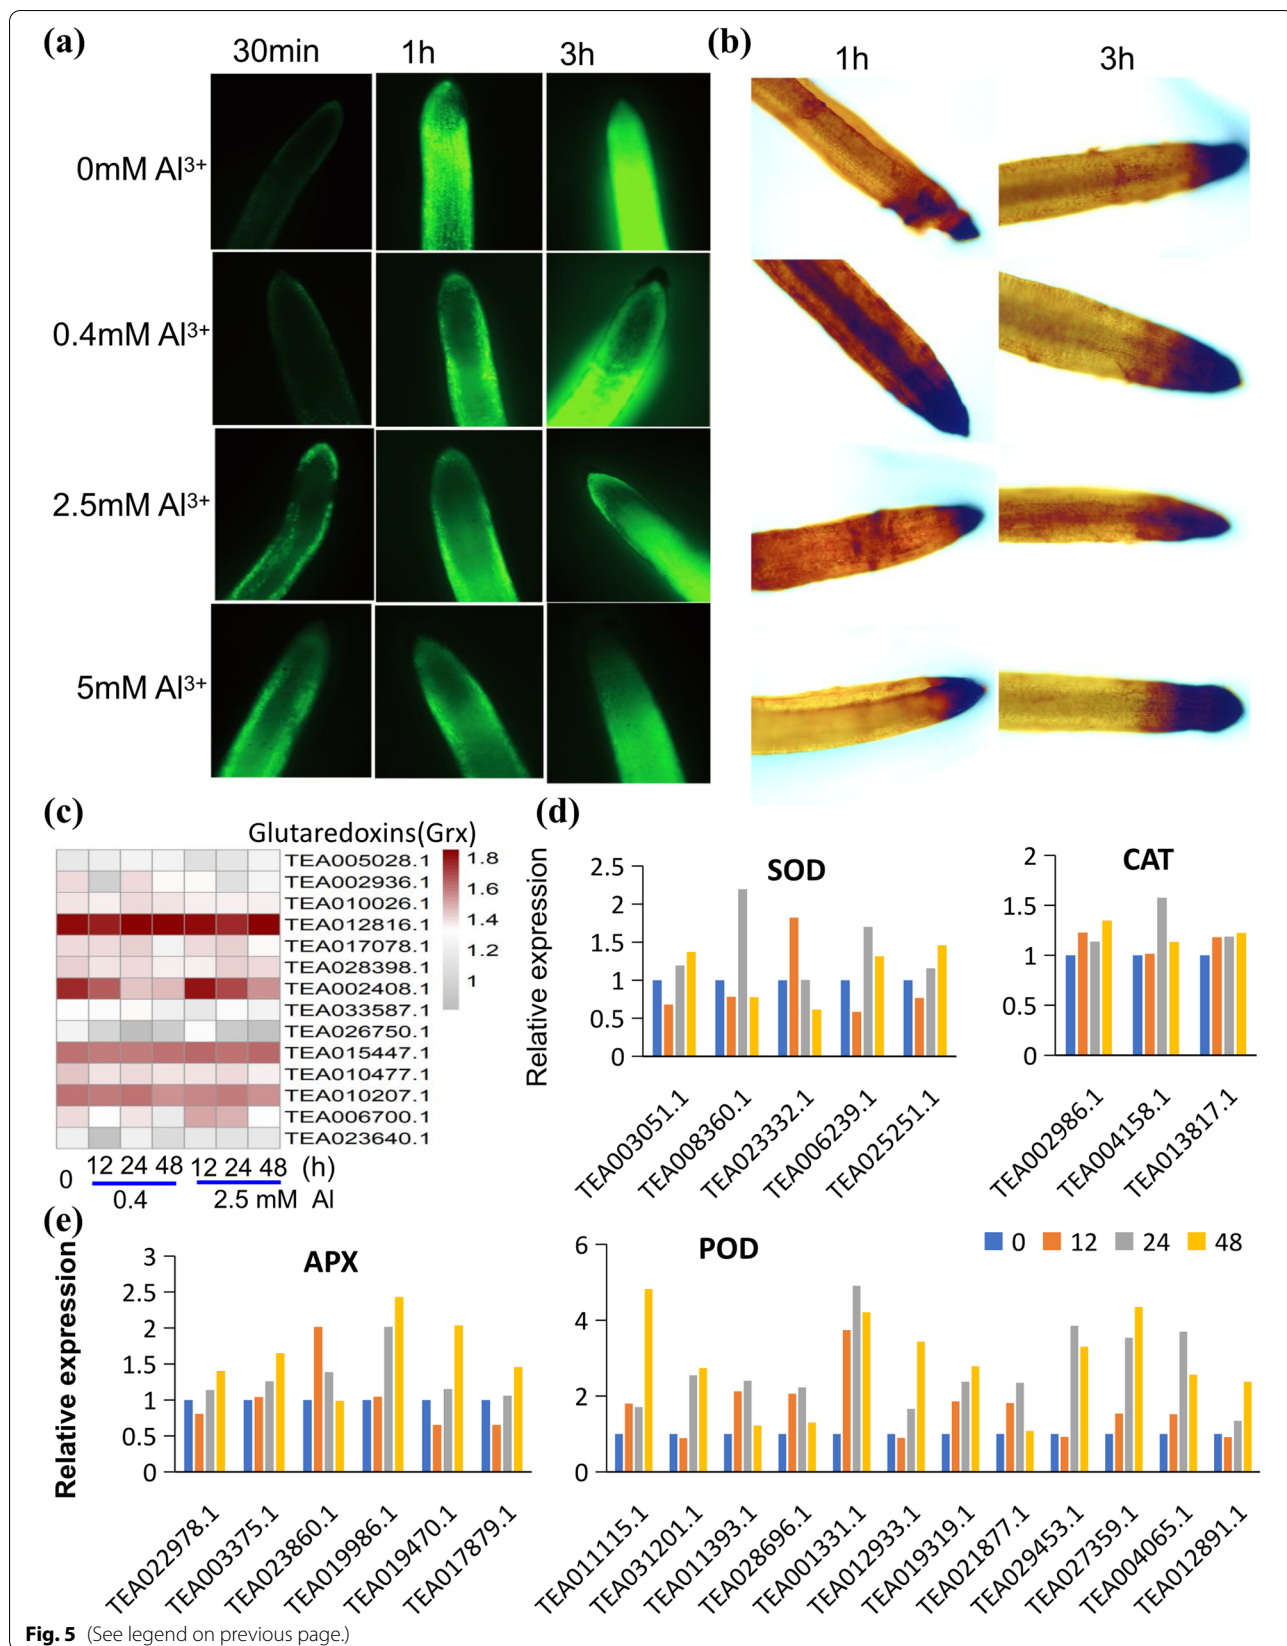 (a)
30min 1h 3h
0mM Al³⁺
0.4mM Al³⁺
2.5mM Al³⁺
5mM Al³⁺
(b)
1h 3h
(c)
Glutaredoxins(Grx)
TEA005028.1
TEA002936.1
TEA010026.1
TEA012816.1
TEA017078.1
TEA028398.1
TEA002408.1
TEA033587.1
TEA026750.1
TEA015447.1
TEA010477.1
TEA010207.1
TEA006700.1
TEA023640.1
1.8
1.6
1.4
1.2
1
0 12 24 48 12 24 48 (h)
0.4 2.5 mM Al
(d)
Relative expression
SOD
2.5
2
1.5
1
0.5
0
TEA003051.1
TEA008360.1
TEA023332.1
TEA006239.1
TEA025251.1
CAT
2
1.5
1
0.5
0
TEA002986.1
TEA004158.1
TEA013817.1
(e)
Relative expression
APX
3
2.5
2
1.5
1
0.5
0
TEA022978.1
TEA003375.1
TEA023860.1
TEA019986.1
TEA019470.1
TEA017879.1
POD
0 12 24 48
6
4
2
0
TEA011115.1
TEA031201.1
TEA011393.1
TEA028696.1
TEA001331.1
TEA012933.1
TEA019319.1
TEA021877.1
TEA029453.1
TEA027359.1
TEA004065.1
TEA012891.1
Fig. 5 (See legend on previous page.)